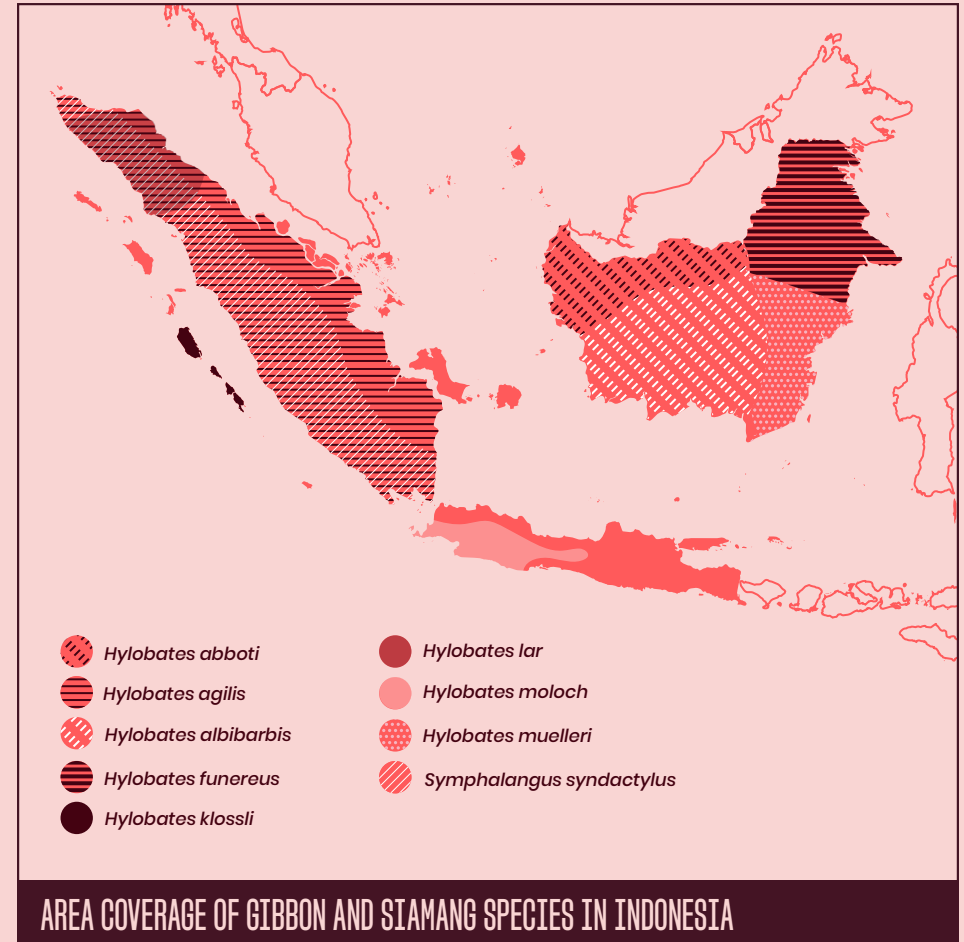 Hylobates abboti
Hylobates agilis
Hylobates albibarbis
Hylobates funereus
Hylobates klossli
Hylobates lar
Hylobates moloch
Hylobates muelleri
Symphalangus syndactylus
AREA COVERAGE OF GIBBON AND SIAMANG SPECIES IN INDONESIA